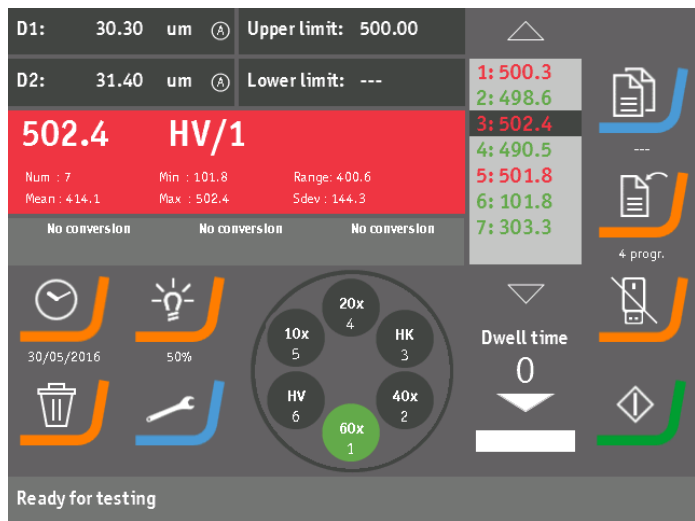 D1: 30.30 um A Upper limit: 500.00
D2: 31.40 um A Lower limit: ---
502.4 HV/1
Num : 7 Min : 101.8 Range: 400.6
Mean : 414.1 Max : 502.4 Sdev : 144.3
No conversion No conversion No conversion
1: 500.3
2: 498.6
3: 502.4
4: 490.5
5: 501.8
6: 101.8
7: 303.3
---
4 progr.
30/05/2016
50%
20x
4
10x
5
HK
3
HV
6
40x
2
60x
1
Dwell time
0
Ready for testing